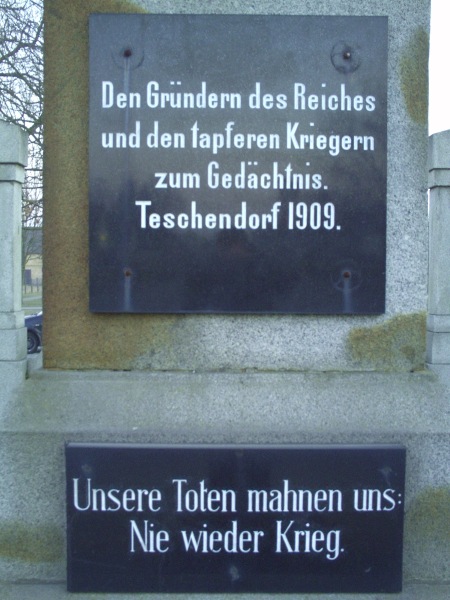 Den Gründern des Reiches
und den tapferen Kriegern
zum Gedächtnis.
Teschendorf 1909.
Unsere Toten mahnen uns:
Nie wieder Krieg.